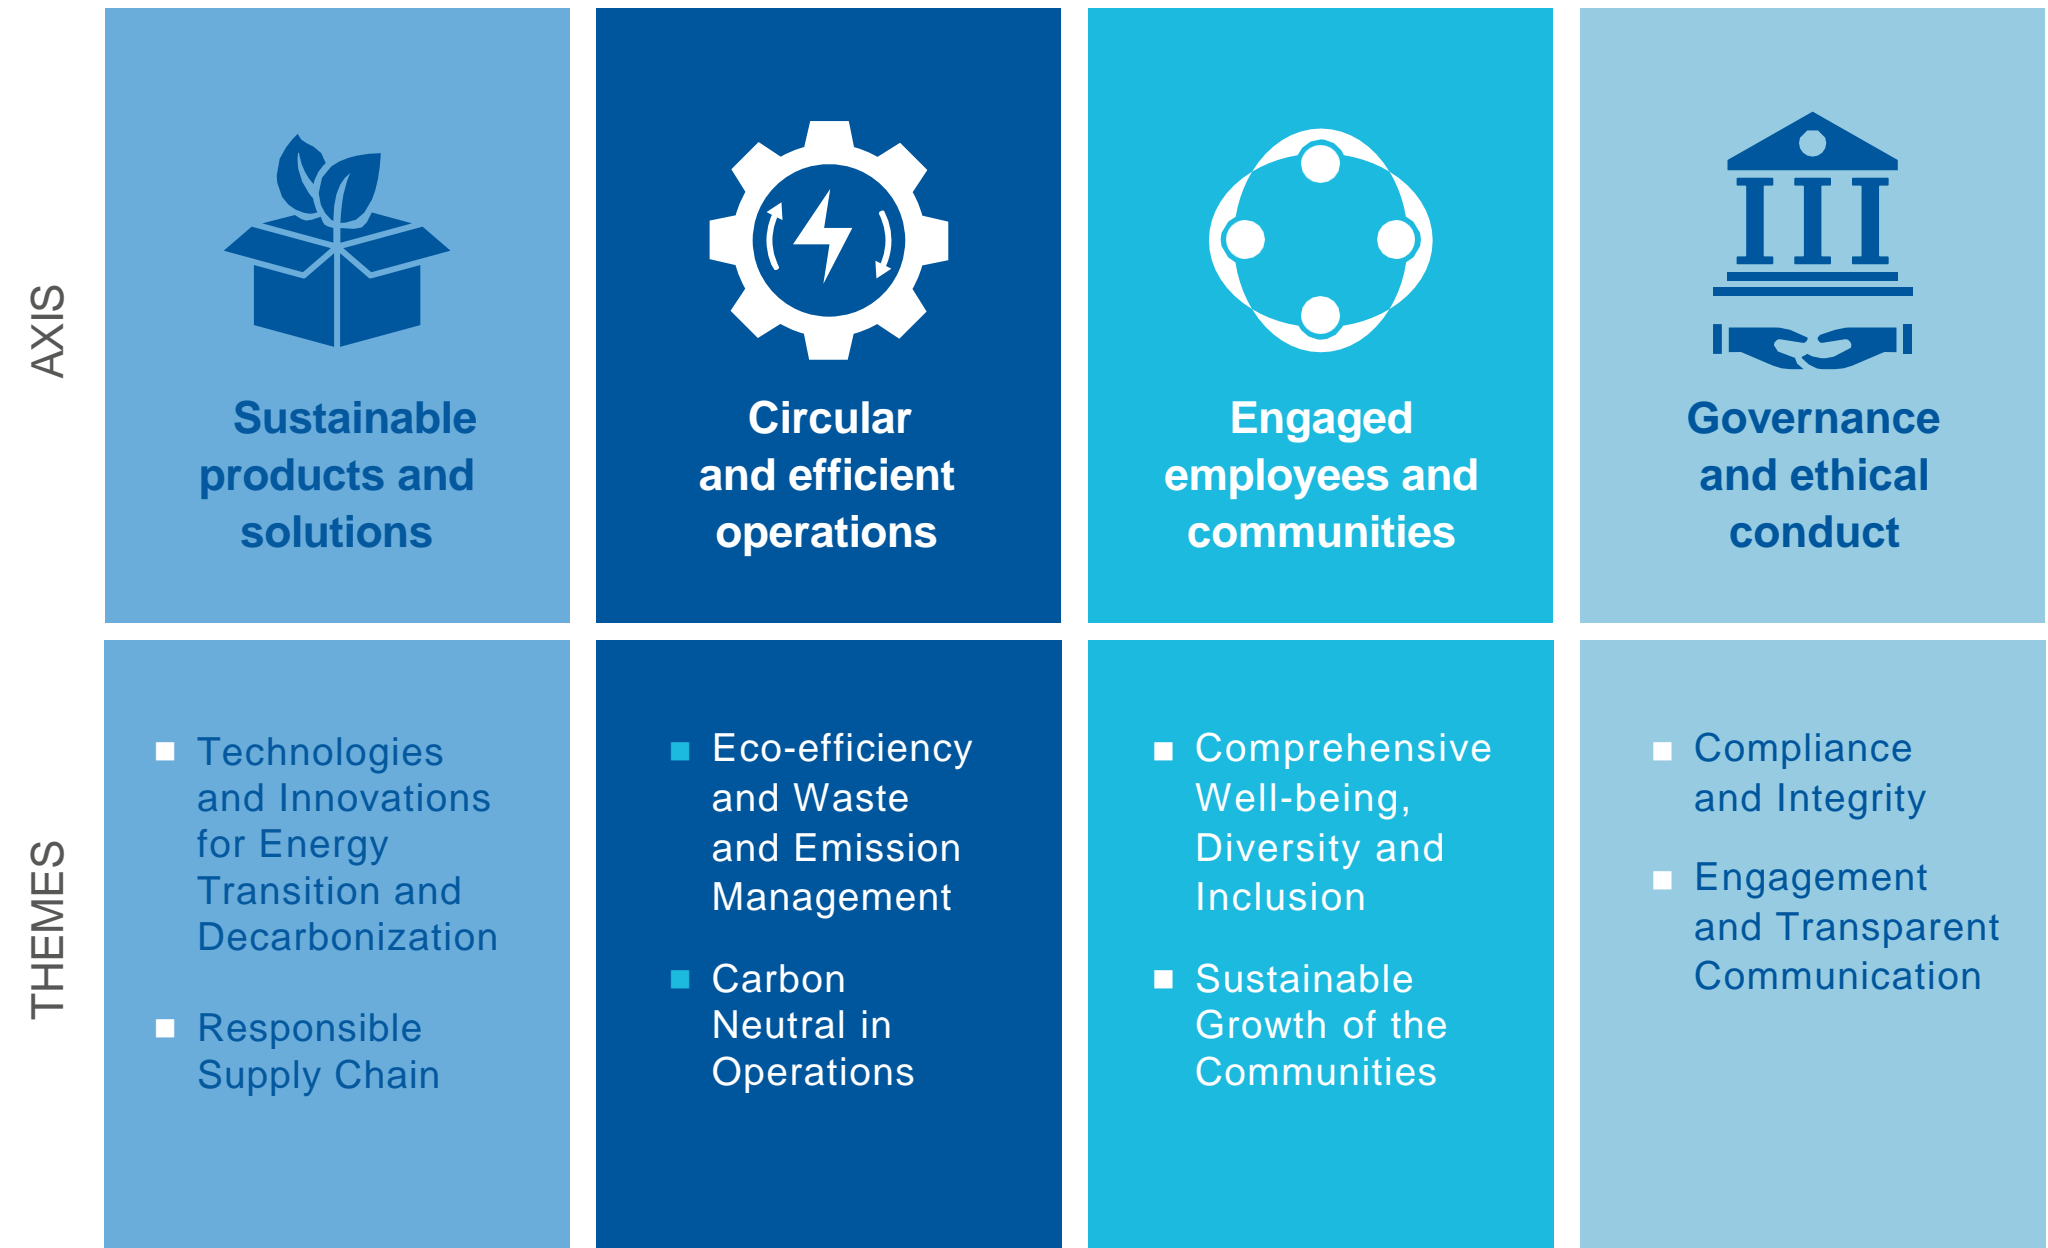 AXIS
Sustainable
products and
solutions
Circular
and efficient
operations
Engaged
employees and
communities
Governance
and ethical
conduct
THEMES
Technologies
and Innovations
for Energy
Transition and
Decarbonization
Responsible
Supply Chain
Eco-efficiency
and Waste
and Emission
Management
Carbon
Neutral in
Operations
Comprehensive
Well-being,
Diversity and
Inclusion
Sustainable
Growth of the
Communities
Compliance
and Integrity
Engagement
and Transparent
Communication